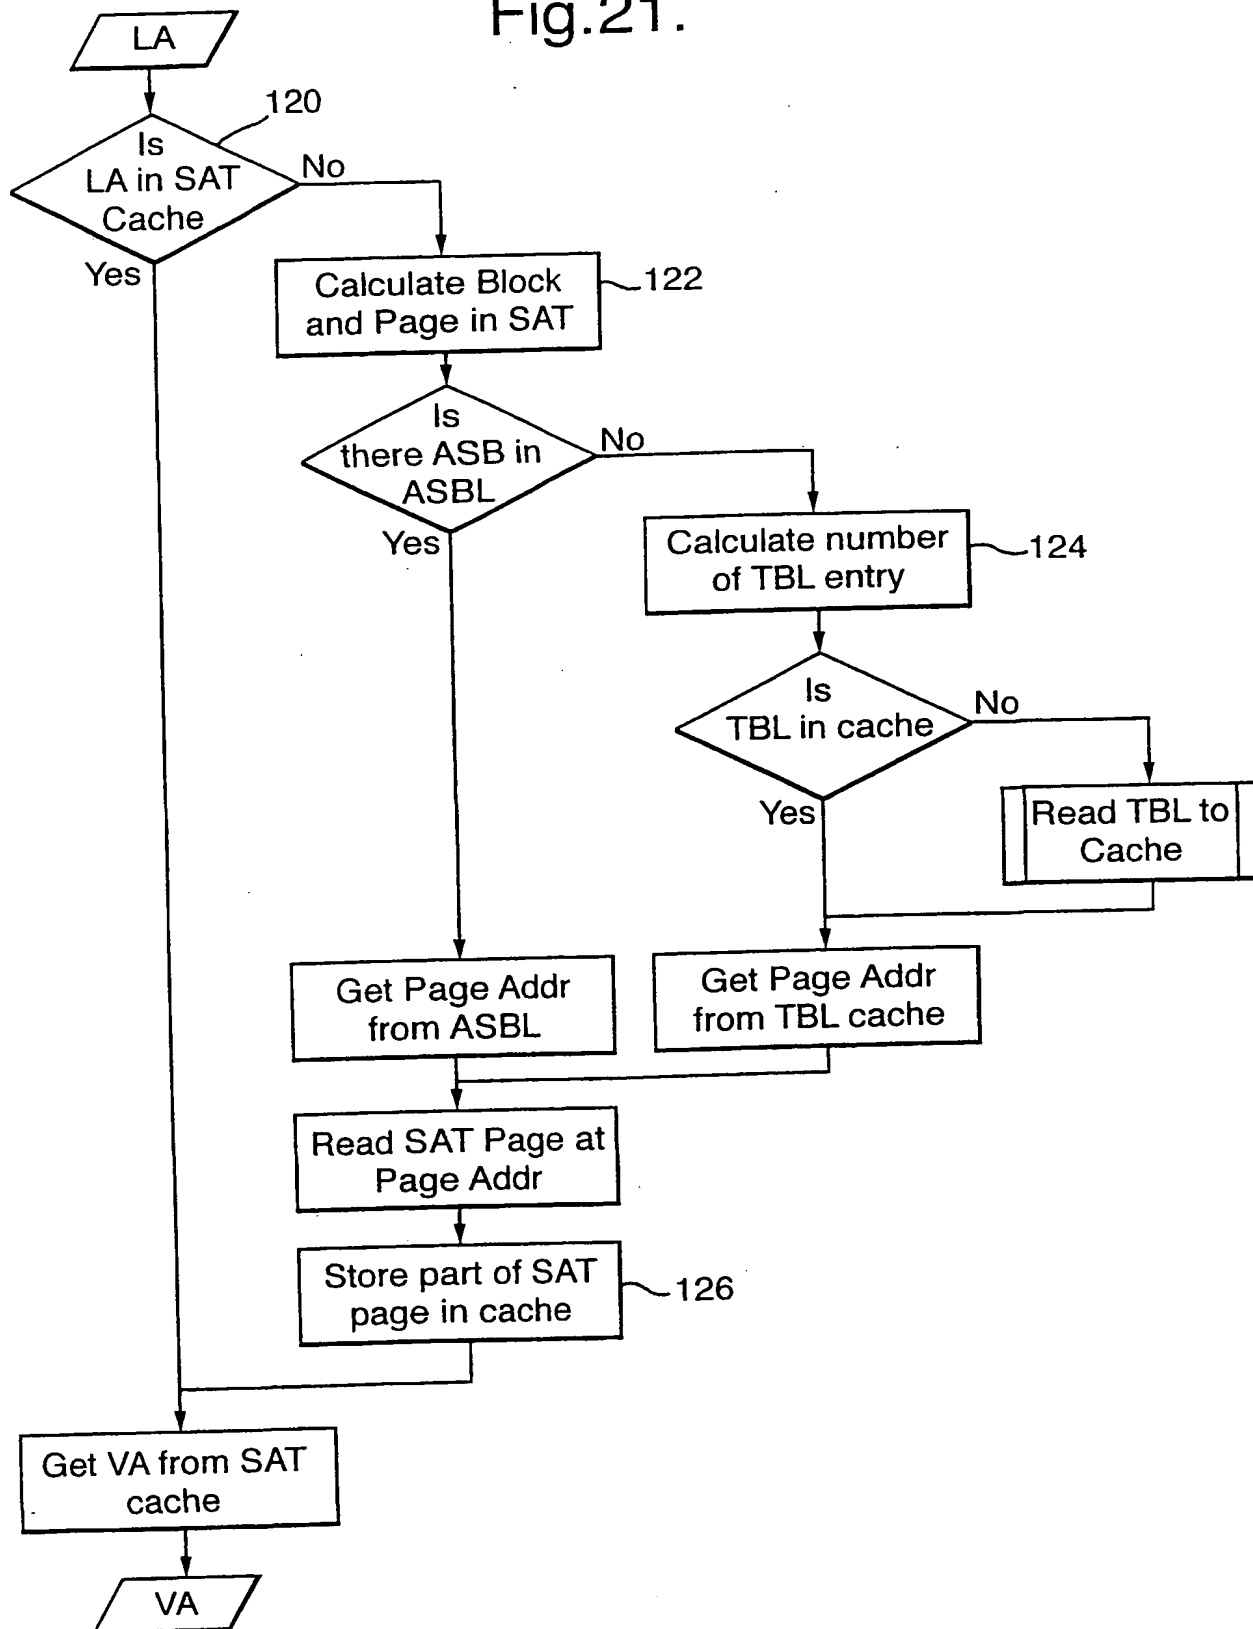 Fig.21.
LA
120
Is
LA in SAT
Cache
No
Yes
Calculate Block
and Page in SAT
122
Is
there ASB in
ASBL
No
Yes
Calculate number
of TBL entry
124
Is
TBL in cache
No
Yes
Read TBL to
Cache
Get Page Addr
from ASBL
Get Page Addr
from TBL cache
Read SAT Page at
Page Addr
Store part of SAT
page in cache
126
Get VA from SAT
cache
VA